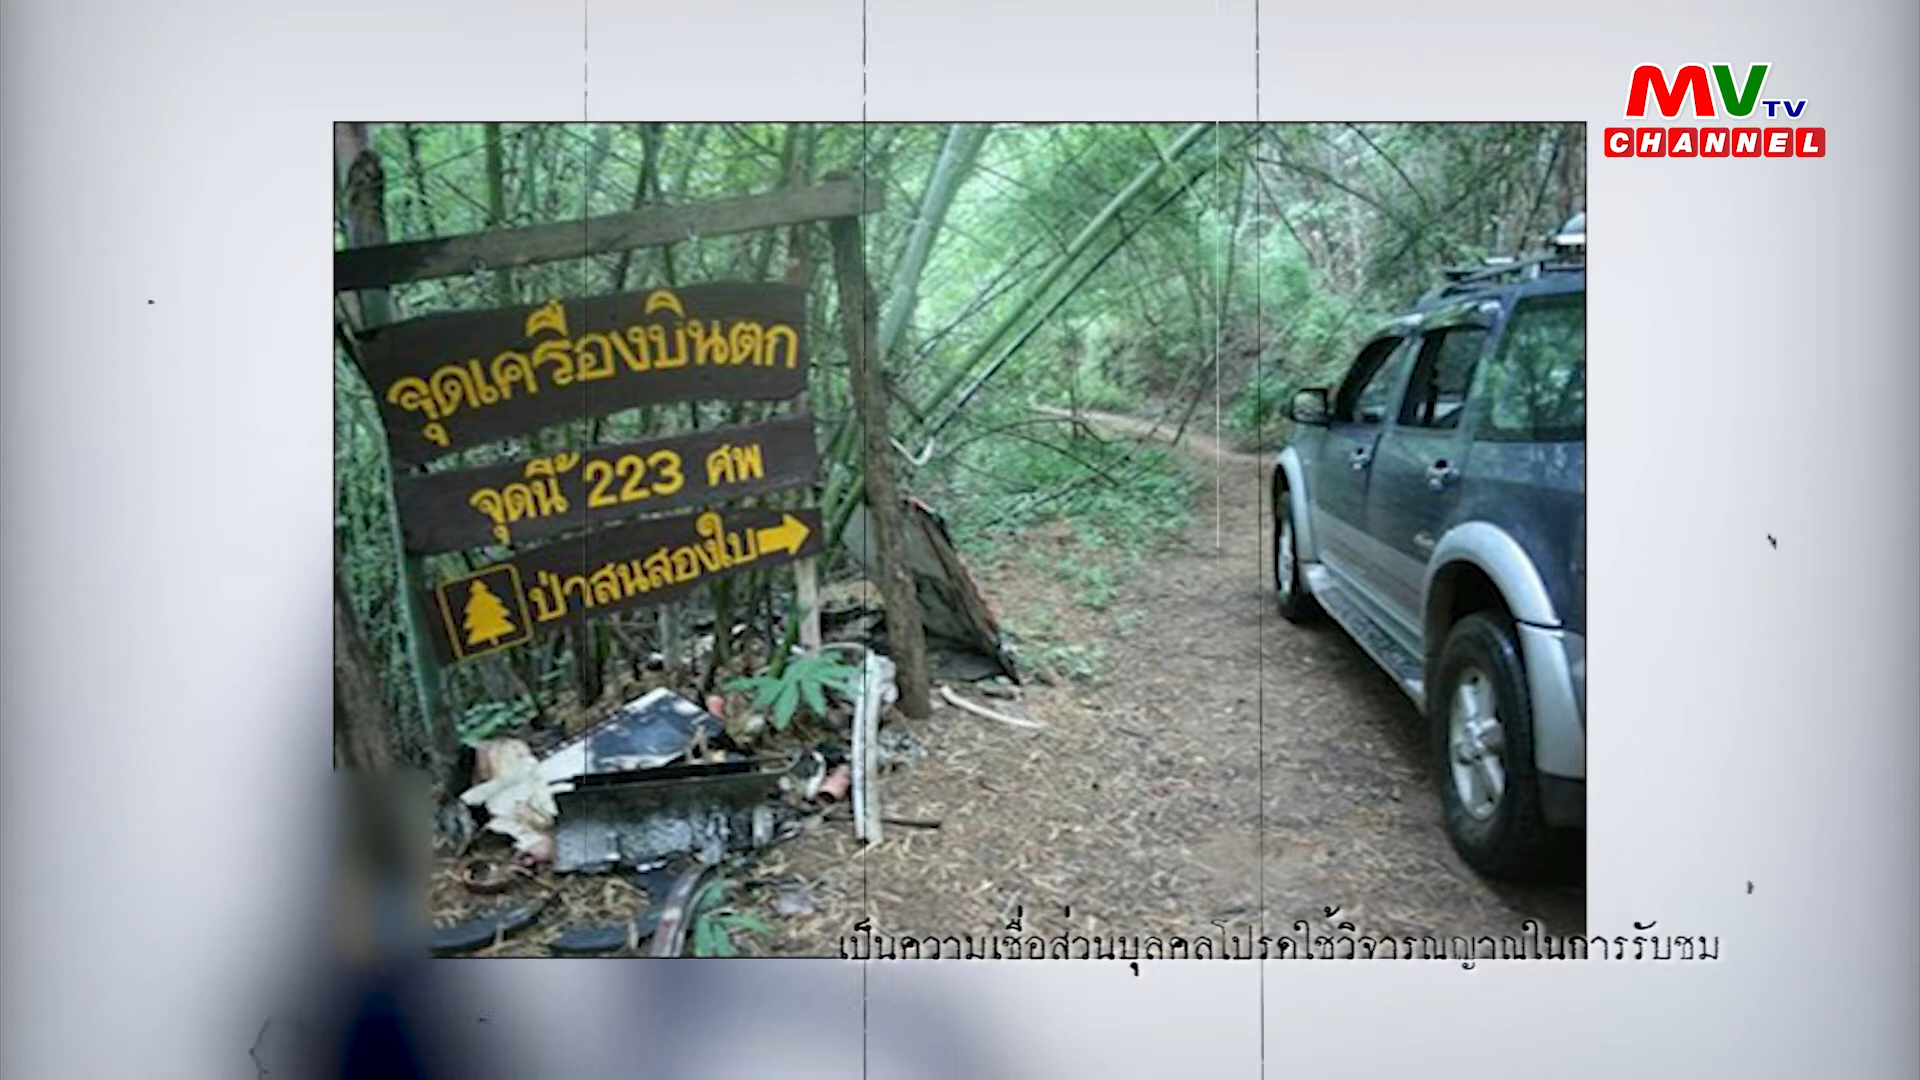 MVTV
CHANNEL
จุดเครื่องบินตก
จุดนี้ 223 ศพ
ป่าสนสองใบ
เป็นความเชื่อส่วนบุลคลโปรดใช้วิจารณญาณในการรับชม